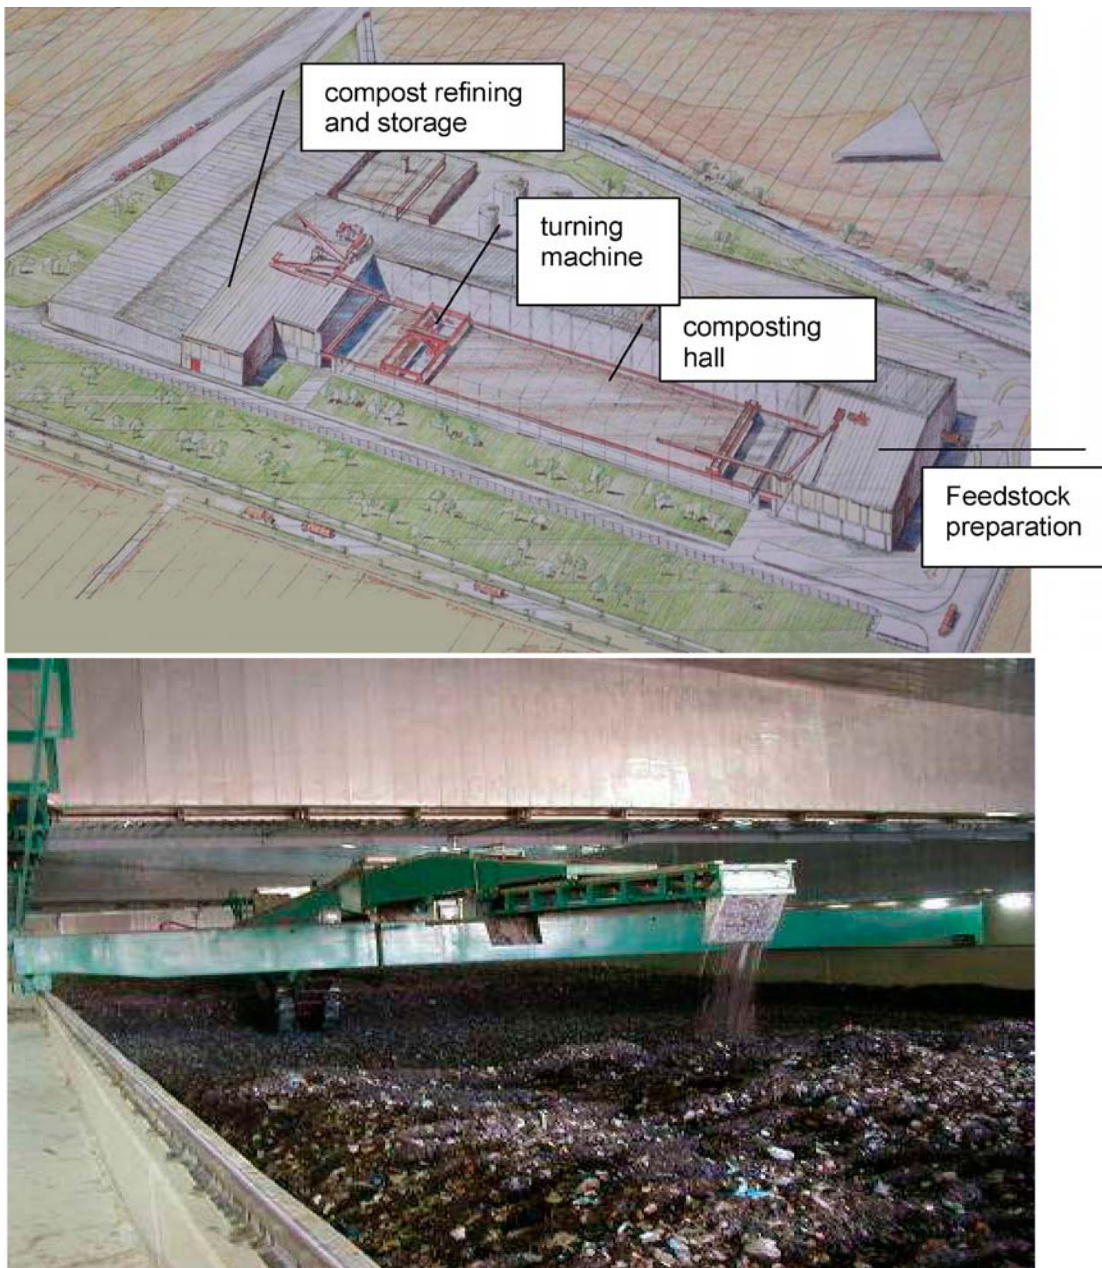 compost refining
and storage
turning
machine
composting
hall
Feedstock
preparation